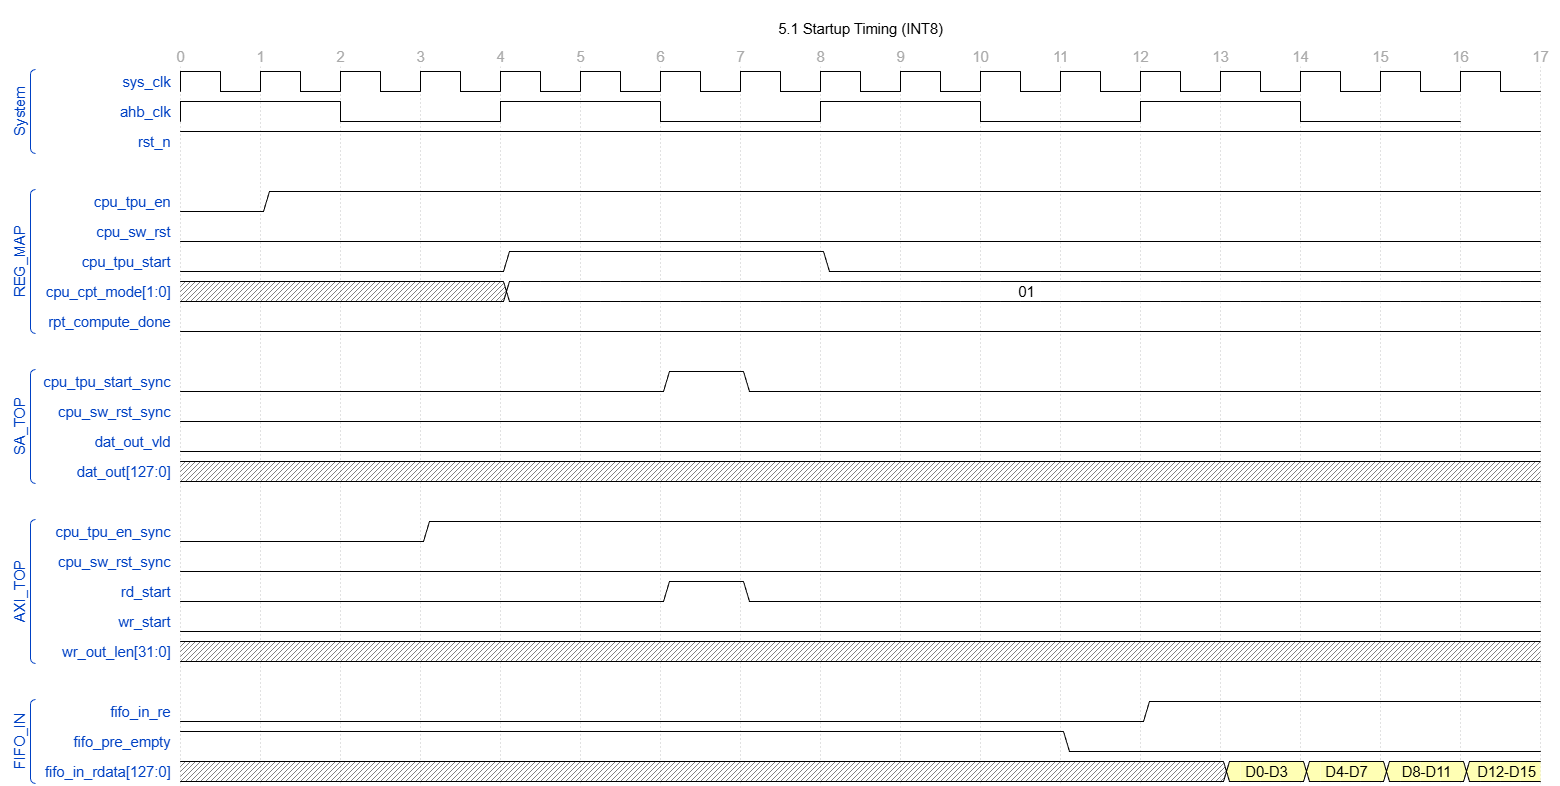 5.1 Startup Timing (INT8)
0 1 2 3 4 5 6 7 8 9 10 11 12 13 14 15 16 17
System
sys_clk
ahb_clk
rst_n
REG_MAP
cpu_tpu_en
cpu_sw_rst
cpu_tpu_start
cpu_cpt_mode[1:0] 01
rpt_compute_done
SA_TOP
cpu_tpu_start_sync
cpu_sw_rst_sync
dat_out_vld
dat_out[127:0]
AXI_TOP
cpu_tpu_en_sync
cpu_sw_rst_sync
rd_start
wr_start
wr_out_len[31:0]
FIFO_IN
fifo_in_re
fifo_pre_empty
fifo_in_rdata[127:0] D0-D3 D4-D7 D8-D11 D12-D15